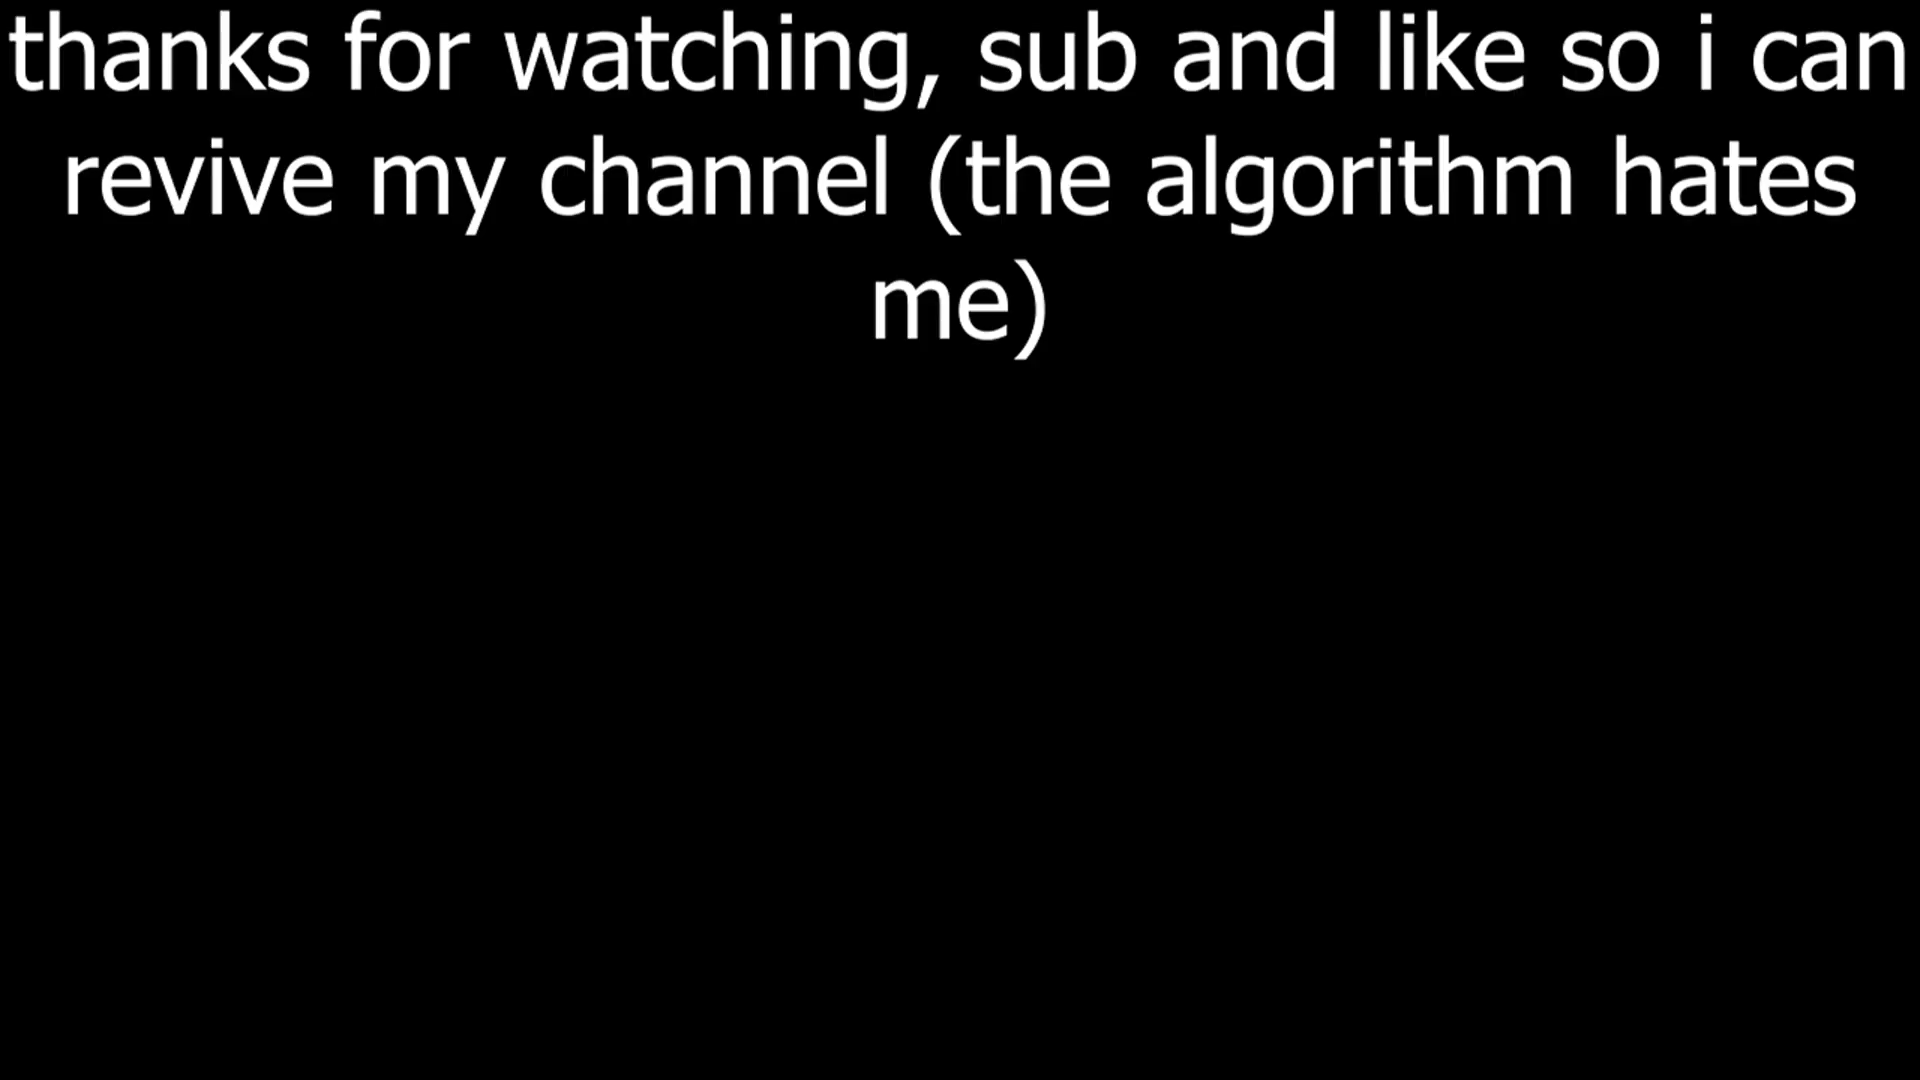 thanks for watching, sub and like so i can
revive my channel (the algorithm hates
me)